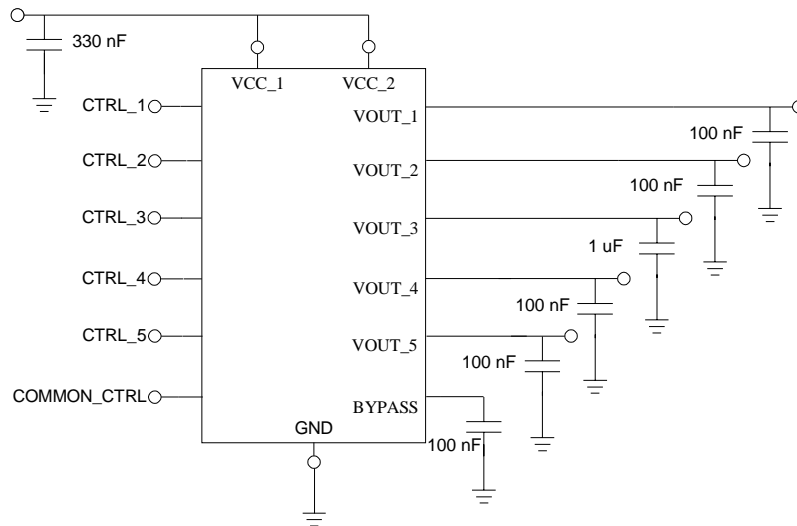 330 nF
VCC_1 VCC_2
CTRL_1
VOUT_1
100 nF
CTRL_2
VOUT_2
100 nF
CTRL_3
VOUT_3
1 uF
CTRL_4
VOUT_4
100 nF
CTRL_5
VOUT_5
100 nF
COMMON_CTRL
BYPASS
GND
100 nF